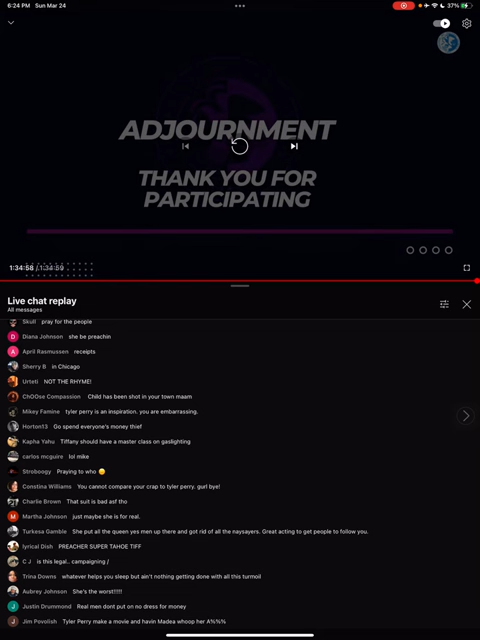 6:24 PM Sun Mar 24
37%
ADJOURNMENT
THANK YOU FOR
PARTICIPATING
1:34:58 / 1:34:59
Live chat replay
All messages
Skull pray for the people
Diana Johnson she be preachin
April Rasmussen receipts
Sherry B in Chicago
Urteti NOT THE RHYME!
ChOOse Compassion Child has been shot in your town maam
Mikey Famine tyler perry is an inspiration. you are embarrassing.
Horton13 Go spend everyone's money thief
Kapha Yahu Tiffany should have a master class on gaslighting
carlos mcguire lol mike
Stroboogy Praying to who 😕
Constina Williams You cannot compare your crap to tyler perry. gurl bye!
Charlie Brown That suit is bad asf tho
Martha Johnson just maybe she is for real.
Turkesa Gamble She put all the queen yes men up there and got rid of all the naysayers. Great acting to get people to follow you.
lyrical Dish PREACHER SUPER TAHOE TIFF
C J is this legal.. campaigning /
Trina Downs whatever helps you sleep but ain't nothing getting done with all this turmoil
Aubrey Johnson She's the worst!!!!!
J Justin Drummond Real men dont put on no dress for money
J Jim Povolish Tyler Perry make a movie and havin Madea whoop her A%%%